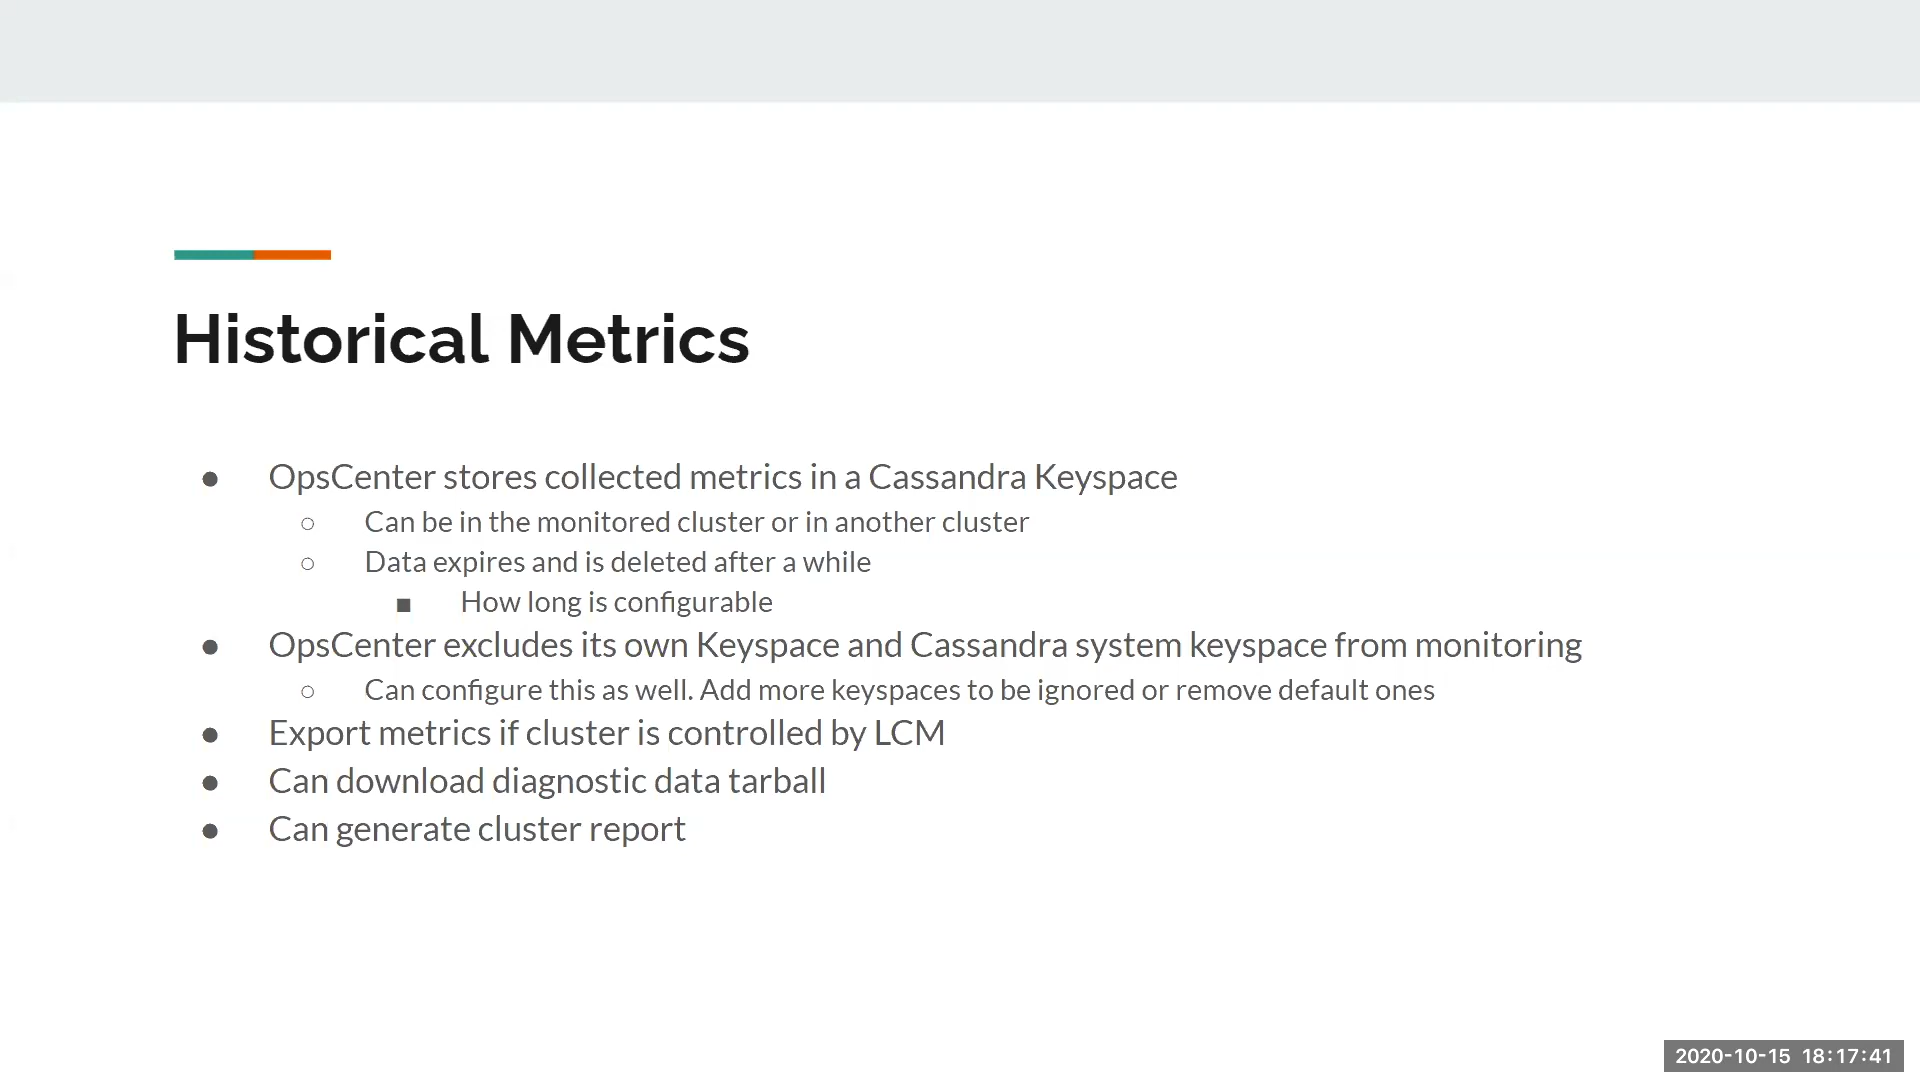 Historical Metrics
● OpsCenter stores collected metrics in a Cassandra Keyspace
○ Can be in the monitored cluster or in another cluster
○ Data expires and is deleted after a while
■ How long is configurable
● OpsCenter excludes its own Keyspace and Cassandra system keyspace from monitoring
○ Can configure this as well. Add more keyspaces to be ignored or remove default ones
● Export metrics if cluster is controlled by LCM
● Can download diagnostic data tarball
● Can generate cluster report
2020-10-15 18:17:41